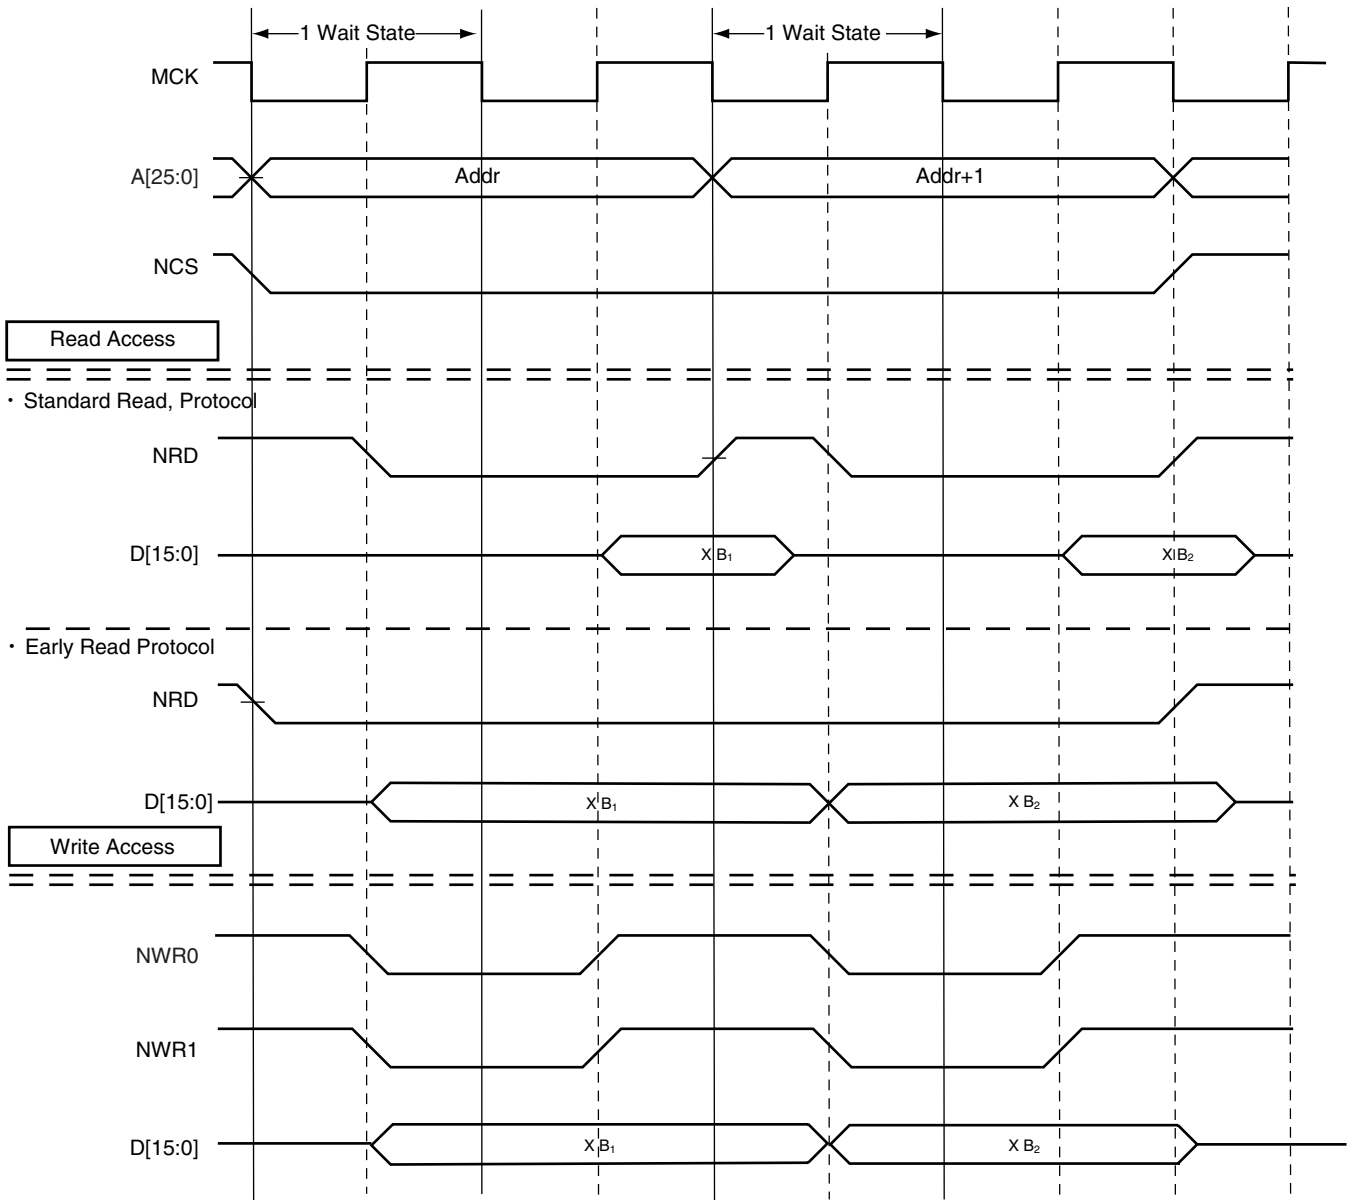 1 Wait State
1 Wait State
MCK
A[25:0]
Addr
Addr+1
NCS
Read Access
· Standard Read, Protocol
NRD
D[15:0]
X B₁
X B₂
· Early Read Protocol
NRD
D[15:0]
X B₁
X B₂
Write Access
NWR0
NWR1
D[15:0]
X B₁
X B₂